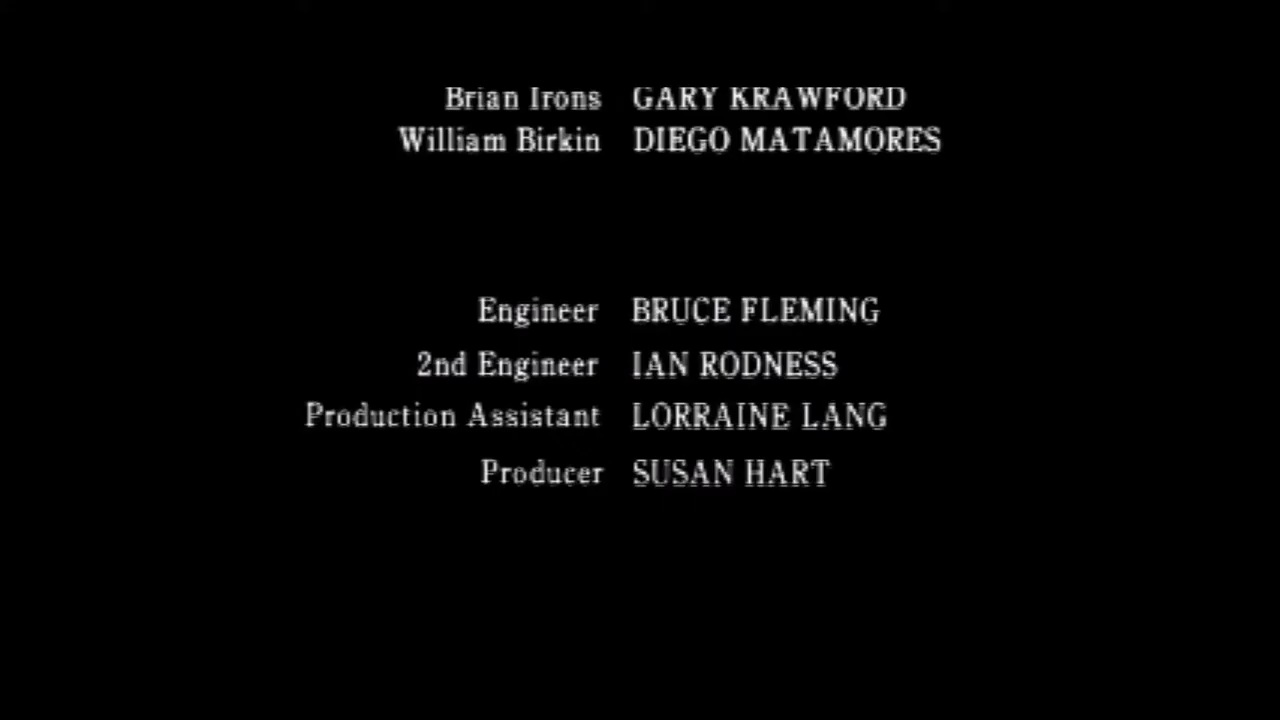 Brian Irons GARY KRAWFORD
William Birkin DIEGO MATAMORES
Engineer BRUCE FLEMING
2nd Engineer IAN RODNESS
Production Assistant LORRAINE LANG
Producer SUSAN HART